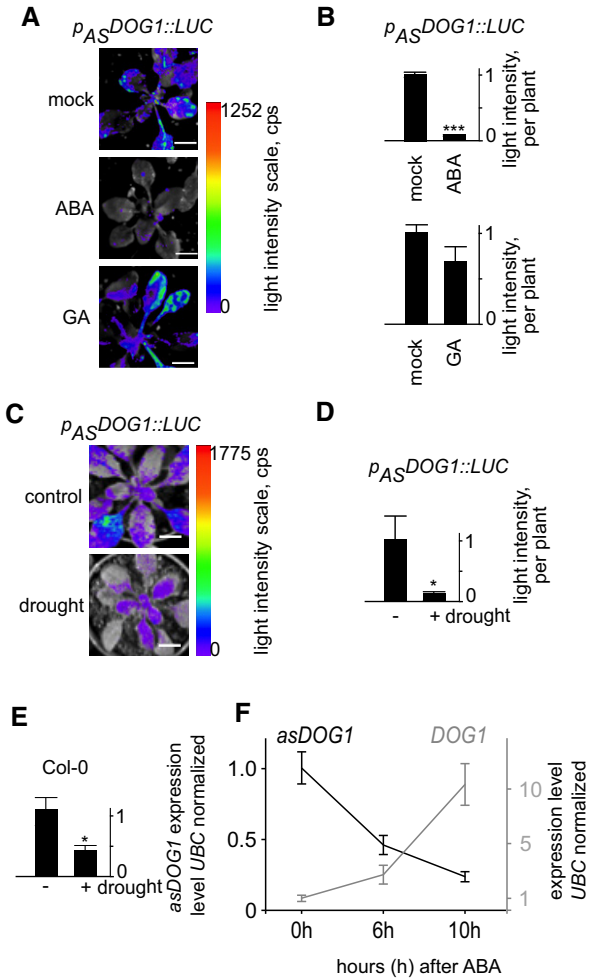 A
pASDOG1::LUC
mock
ABA
GA
1252
0
light intensity scale, cps
B
pASDOG1::LUC
1
0
***
mock
ABA
light intensity,
per plant
1
0
mock
GA
light intensity,
per plant
C
pASDOG1::LUC
control
drought
1775
0
light intensity scale, cps
D
pASDOG1::LUC
1
0
*
- + drought
light intensity,
per plant
E
Col-0
1
0
*
- + drought
asDOG1 expression
level UBC normalized
F
asDOG1 DOG1
1.0
0.5
0
10
5
1
0h 6h 10h
hours (h) after ABA
expression level
UBC normalized